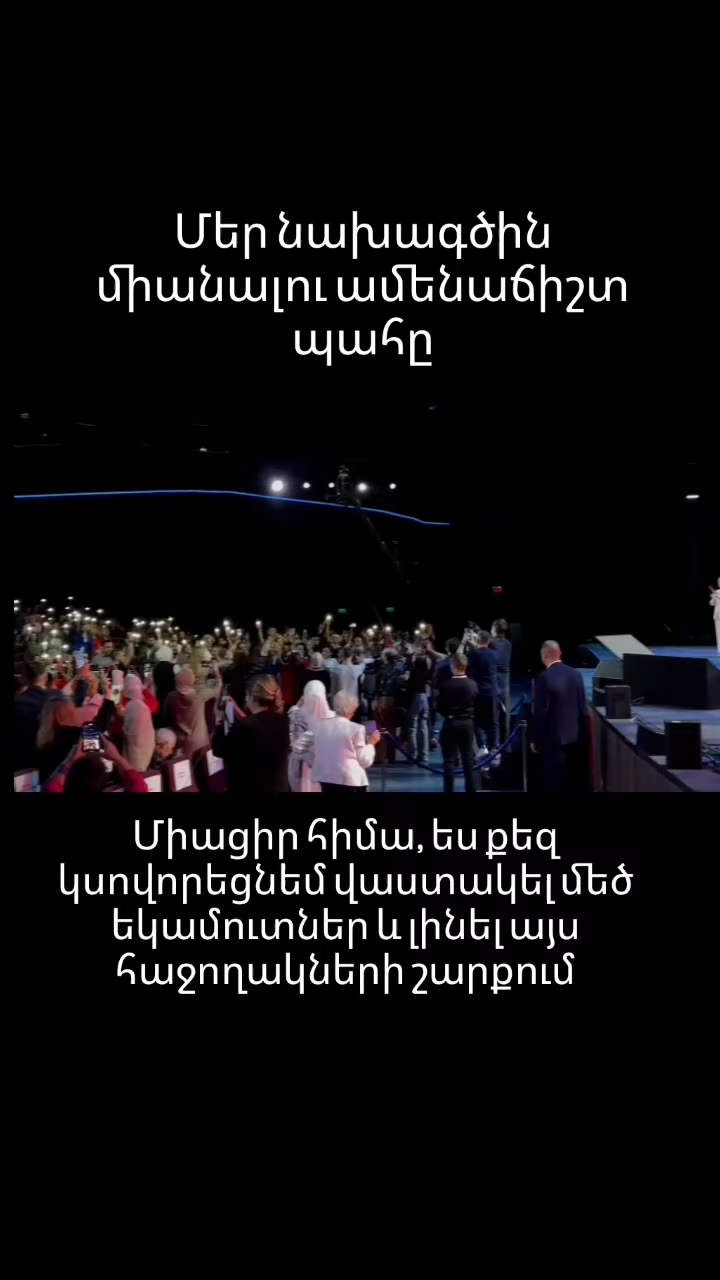 Մեր նախագծին
միանալու ամենաճիշտ
պահը
Միացիր հիմա, ես քեզ
կսովորեցնեմ վաստակել մեծ
եկամուտներ և լինել այս
հաջողակների շարքում